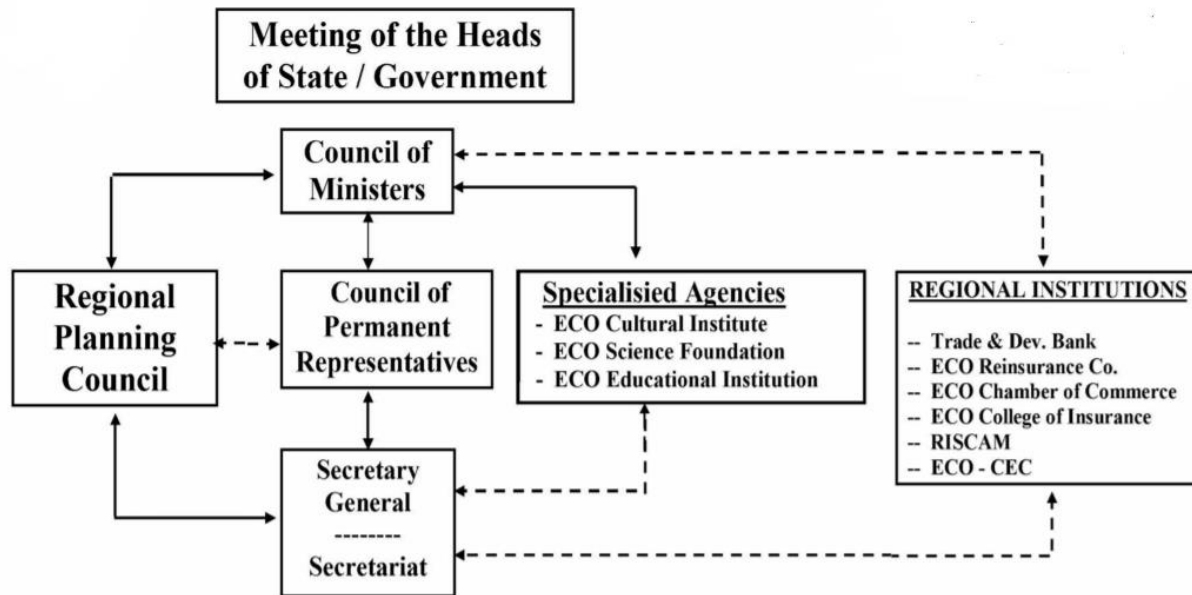 Meeting of the Heads
of State / Government
Council of
Ministers
Regional
Planning
Council
Council of
Permanent
Representatives
Specialisied Agencies
- ECO Cultural Institute
- ECO Science Foundation
- ECO Educational Institution
REGIONAL INSTITUTIONS
-- Trade & Dev. Bank
-- ECO Reinsurance Co.
-- ECO Chamber of Commerce
-- ECO College of Insurance
-- RISCAM
-- ECO - CEC
Secretary
General
--------
Secretariat